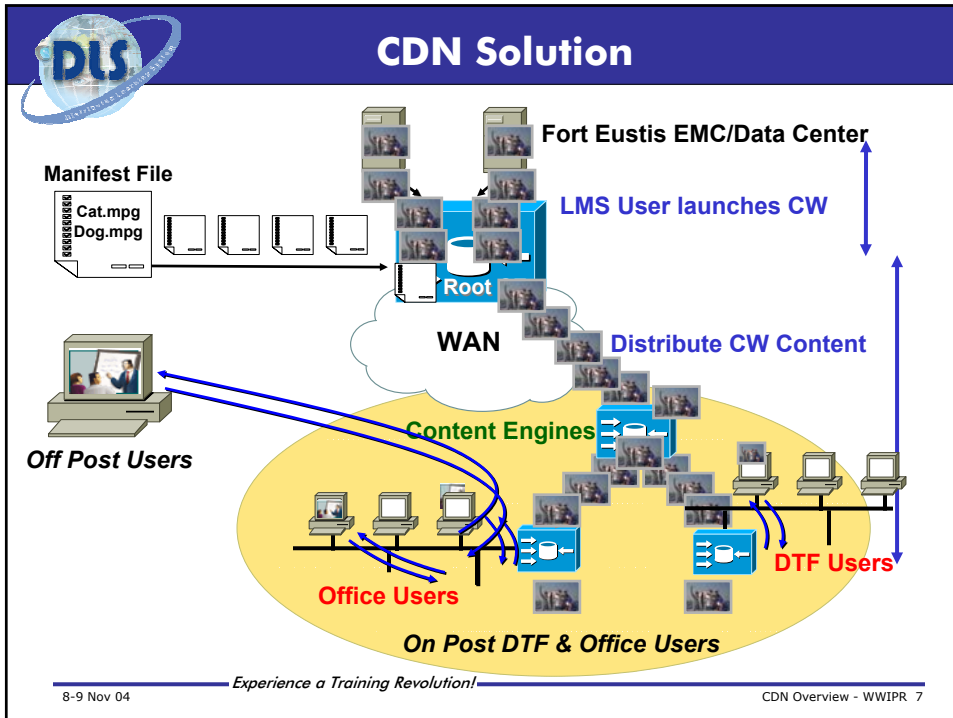 DLS
Distributed Learning System
CDN Solution
Fort Eustis EMC/Data Center
Manifest File
Cat.mpg
Dog.mpg
LMS User launches CW
Root
WAN
Distribute CW Content
Content Engines
Off Post Users
DTF Users
Office Users
On Post DTF & Office Users
Experience a Training Revolution!
8-9 Nov 04
CDN Overview - WWIPR 7